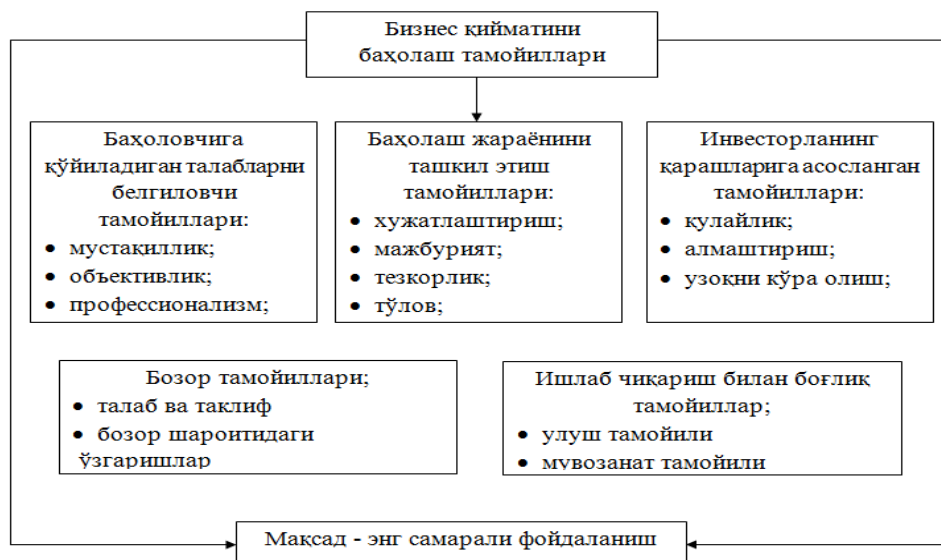 Бизнес қийматини
баҳолаш тамойиллари
Баҳоловчига
қўйиладиган талабларни
белгиловчи
тамойиллари:
• мустақиллик;
• объективлик;
• профессионализм;
Баҳолаш жараёнини
ташкил этиш
тамойиллари:
• хужатлаштириш;
• мажбурият;
• тезкорлик;
• тўлов;
Инвесторланинг
қарашларига асосланган
тамойиллари:
• қулайлик;
• алмаштириш;
• узоқни кўра олиш;
Бозор тамойиллари;
• талаб ва таклиф
• бозор шароитидаги
ўзгаришлар
Ишлаб чиқариш билан боғлиқ
тамойиллар;
• улуш тамойили
• мувозанат тамойили
Мақсад - энг самарали фойдаланиш